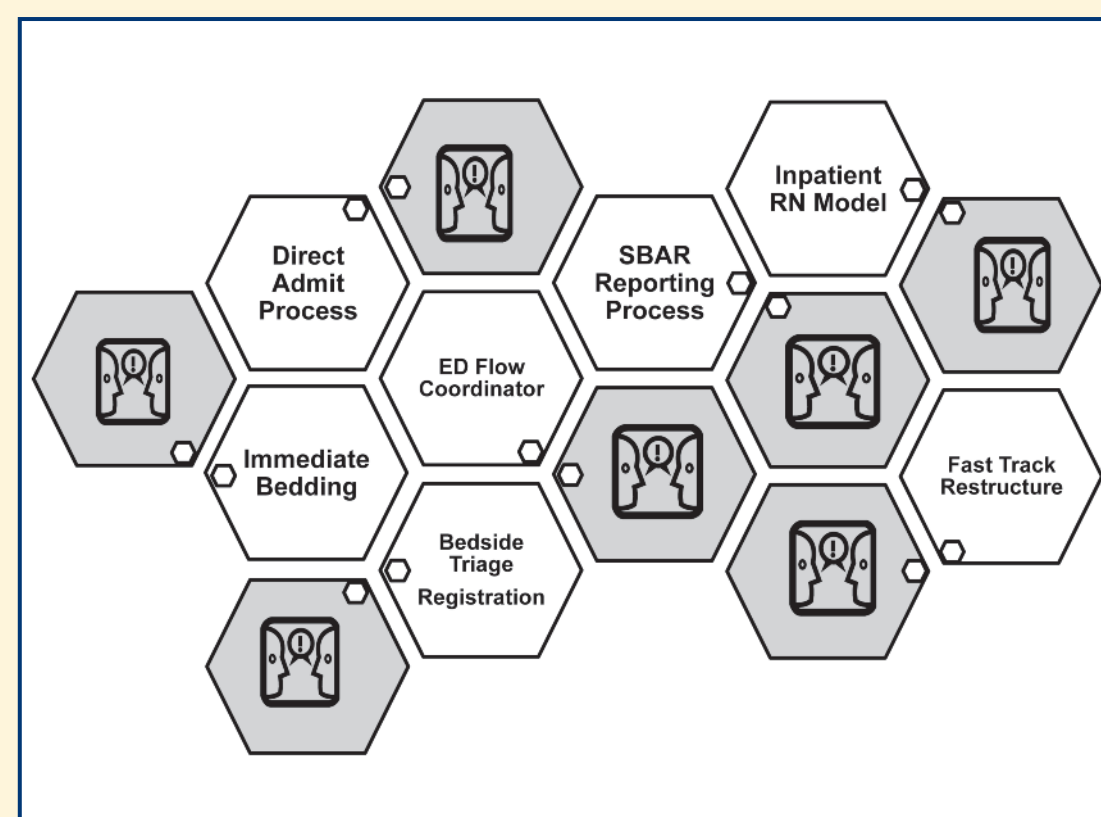 Inpatient
RN Model
Direct
Admit
Process
SBAR
Reporting
Process
ED Flow
Coordinator
Immediate
Bedding
Fast Track
Restructure
Bedside
Triage
Registration
!
!
!
!
!
!
!